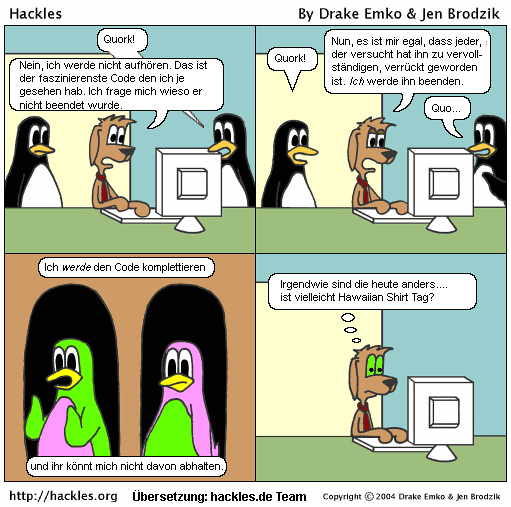 Hackles
By Drake Emko & Jen Brodzik
Quork!
Nein, ich werde nicht aufhören. Das ist
der faszinierenste Code den ich je
gesehen hab. Ich frage mich wieso er
nicht beendet wurde.
Quork!
Nun, es ist mir egal, dass jeder,
der versucht hat ihn zu vervoll-
ständigen, verrückt geworden
ist. Ich werde ihn beenden.
Quo...
Ich werde den Code komplettieren
und ihr könnt mich nicht davon abhalten.
Irgendwie sind die heute anders....
ist vielleicht Hawaiian Shirt Tag?
http://hackles.org
Übersetzung: hackles.de Team
Copyright © 2004 Drake Emko & Jen Brodzik